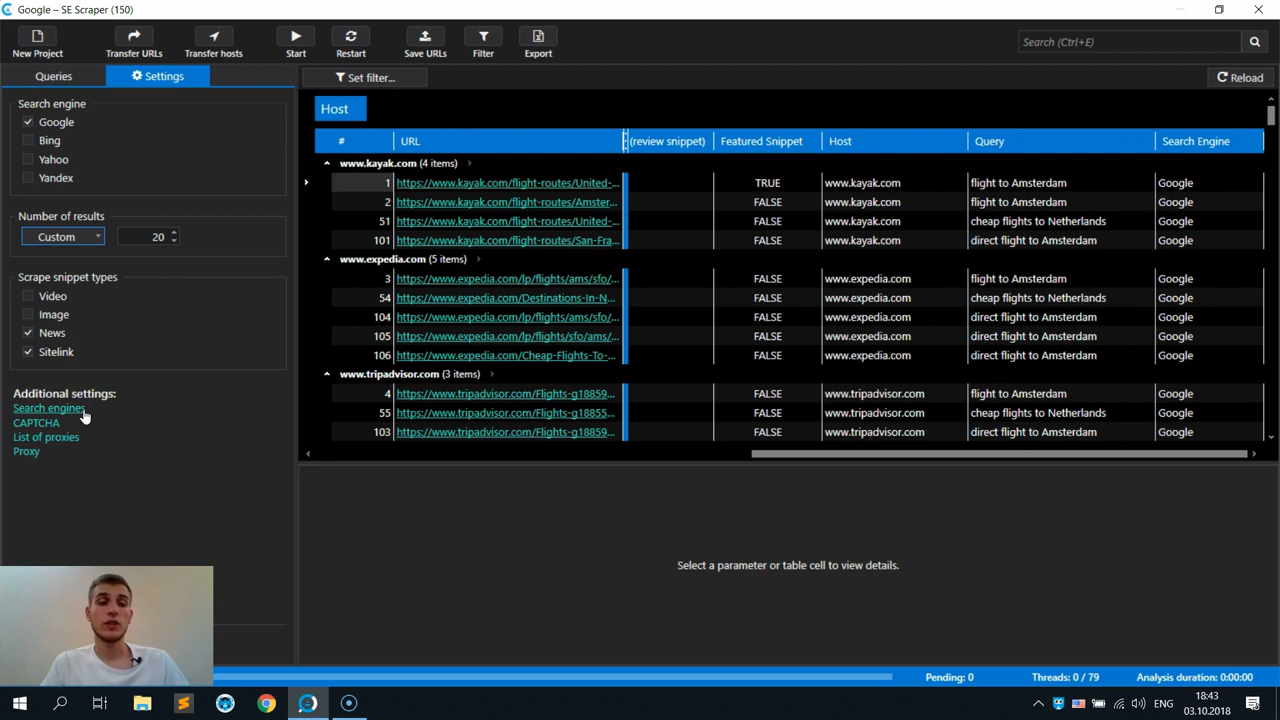 Google – SE Scraper (150)
New Project
Transfer URLs
Transfer hosts
Start
Restart
Save URLs
Filter
Export
Search (Ctrl+E)
Queries
Settings
Set filter...
Reload
Search engine
Google
Bing
Yahoo
Yandex
Number of results
Custom
20
Scrape snippet types
Video
Image
News
Sitelink
Additional settings:
Search engines
CAPTCHA
List of proxies
Proxy
Host
# URL (review snippet) Featured Snippet Host Query Search Engine
www.kayak.com (4 items)
1 https://www.kayak.com/flight-routes/United-... TRUE www.kayak.com flight to Amsterdam Google
2 https://www.kayak.com/flight-routes/Amster... FALSE www.kayak.com flight to Amsterdam Google
51 https://www.kayak.com/flight-routes/United-... FALSE www.kayak.com cheap flights to Netherlands Google
101 https://www.kayak.com/flight-routes/San-Fra... FALSE www.kayak.com direct flight to Amsterdam Google
www.expedia.com (5 items)
3 https://www.expedia.com/lp/flights/ams/sfo/... FALSE www.expedia.com flight to Amsterdam Google
54 https://www.expedia.com/Destinations-In-N... FALSE www.expedia.com cheap flights to Netherlands Google
104 https://www.expedia.com/lp/flights/ams/sfo/... FALSE www.expedia.com direct flight to Amsterdam Google
105 https://www.expedia.com/lp/flights/sfo/ams/... FALSE www.expedia.com direct flight to Amsterdam Google
106 https://www.expedia.com/Cheap-Flights-To-... FALSE www.expedia.com direct flight to Amsterdam Google
www.tripadvisor.com (3 items)
4 https://www.tripadvisor.com/Flights-g18859... FALSE www.tripadvisor.com flight to Amsterdam Google
55 https://www.tripadvisor.com/Flights-g18855... FALSE www.tripadvisor.com cheap flights to Netherlands Google
103 https://www.tripadvisor.com/Flights-g18859... FALSE www.tripadvisor.com direct flight to Amsterdam Google
Select a parameter or table cell to view details.
Pending: 0 Threads: 0 / 79 Analysis duration: 0:00:00
ENG
18:43
03.10.2018